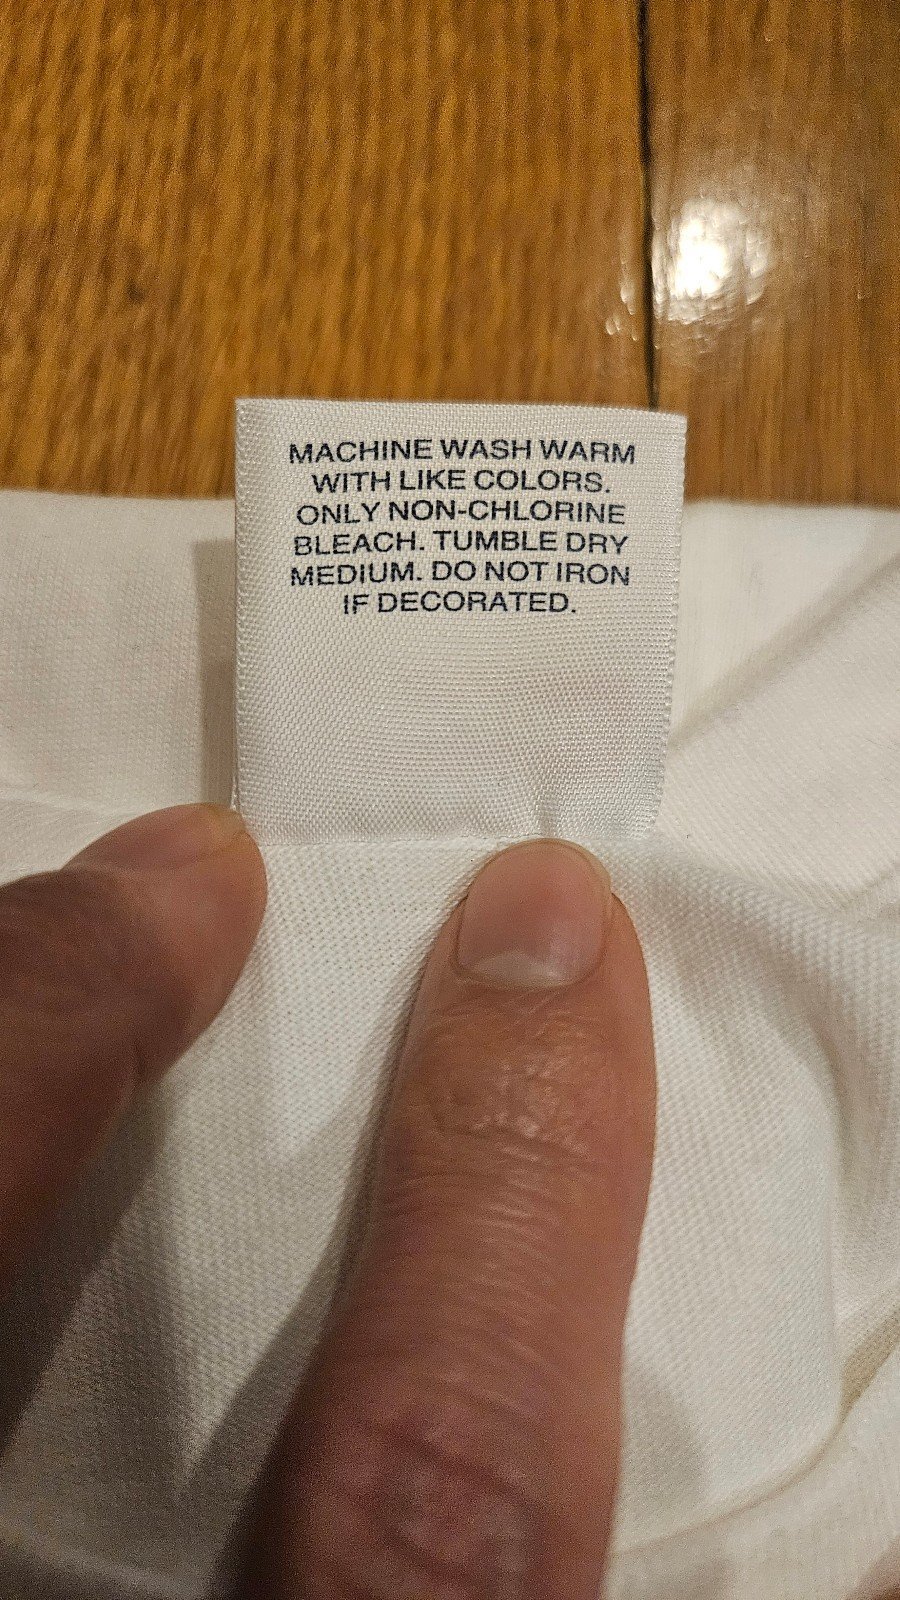 MACHINE WASH WARM
WITH LIKE COLORS.
ONLY NON-CHLORINE
BLEACH. TUMBLE DRY
MEDIUM. DO NOT IRON
IF DECORATED.